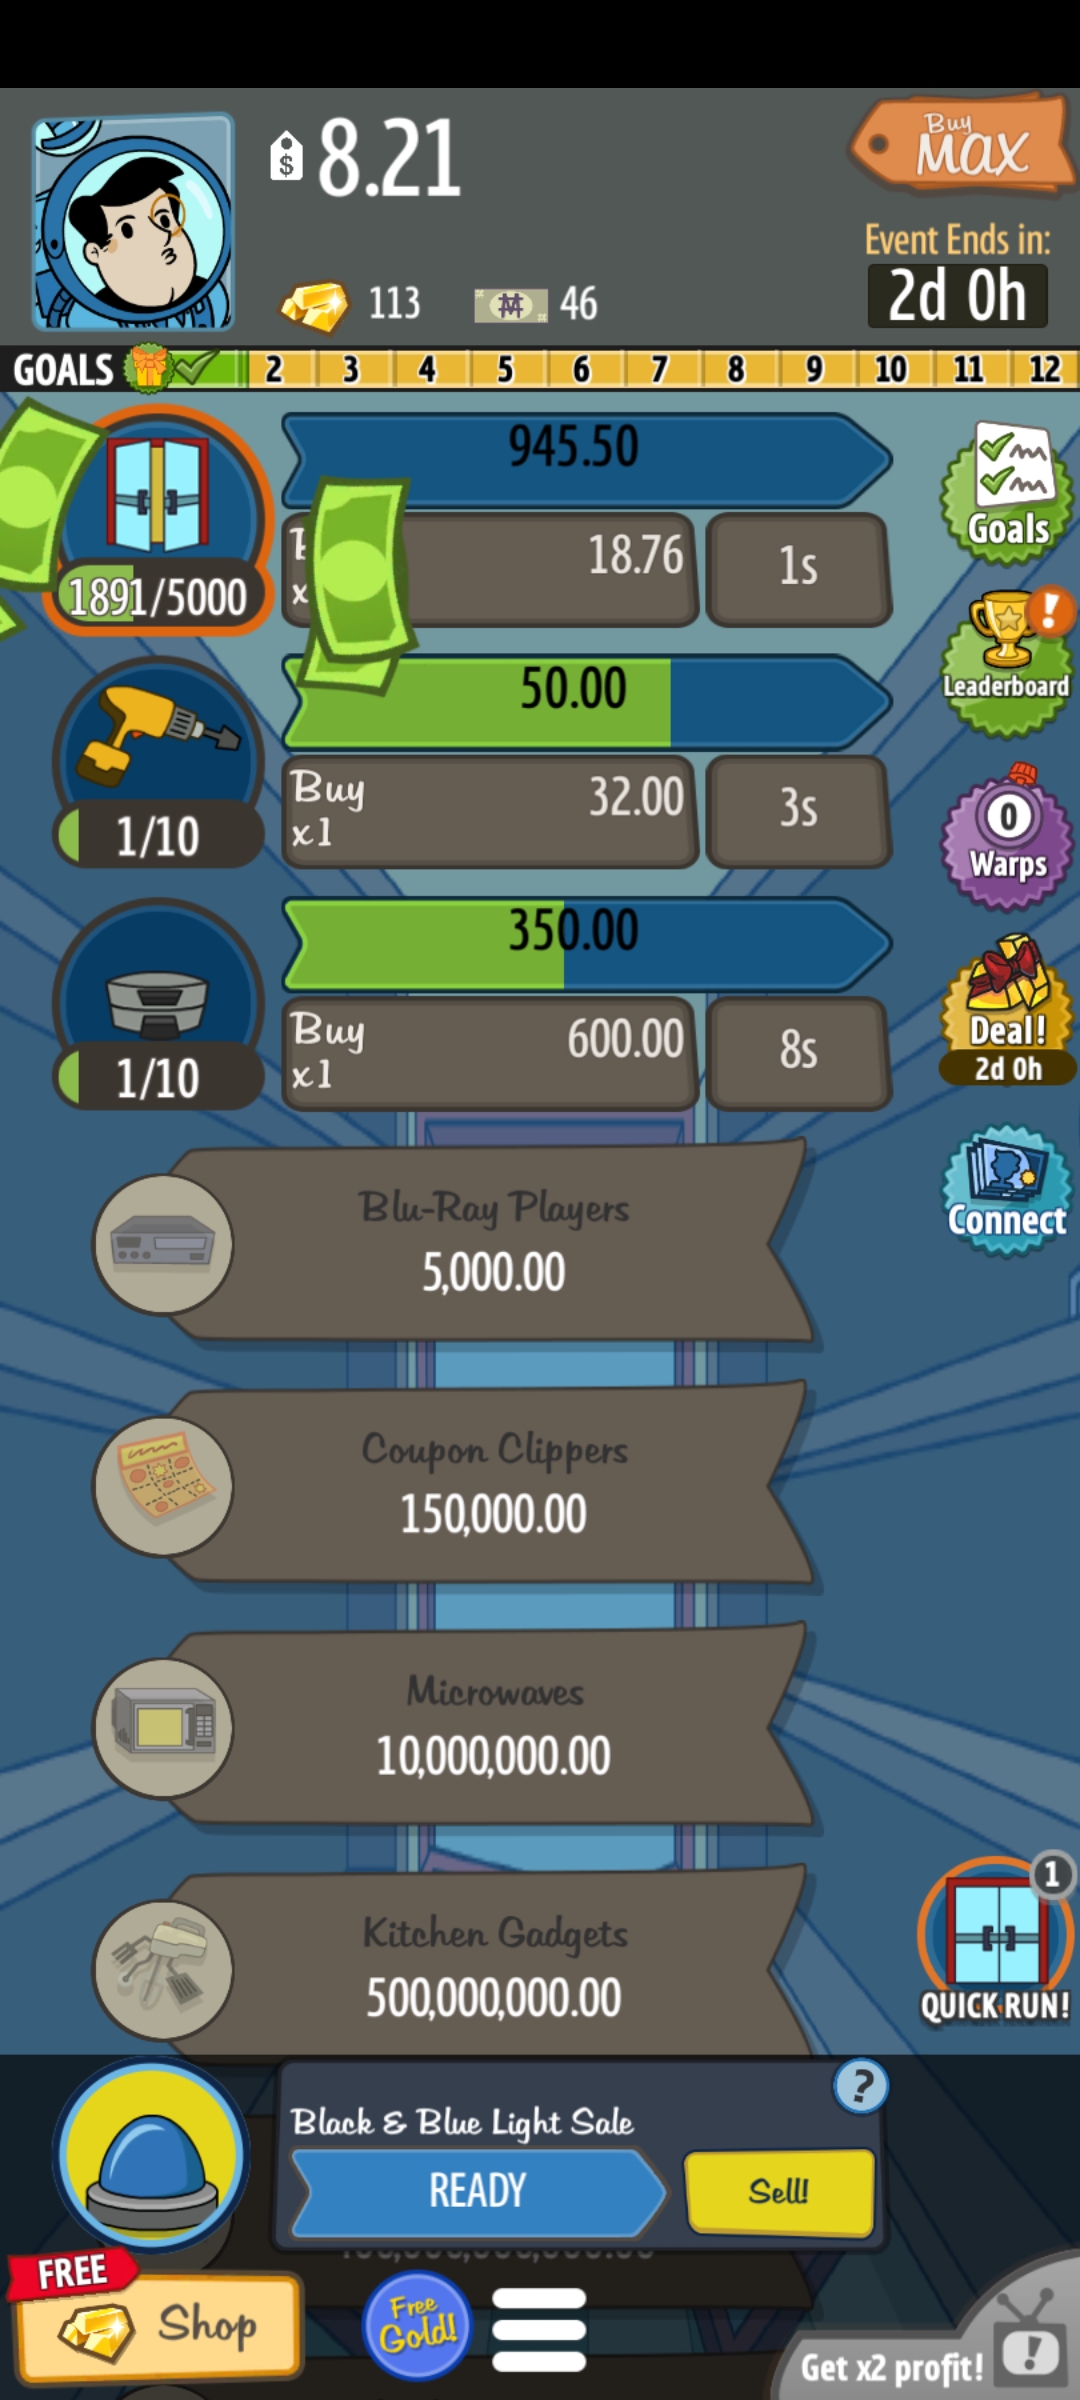 $ 8.21
Buy
Max
Event Ends in:
2d 0h
113
46
GOALS 2 3 4 5 6 7 8 9 10 11 12
945.50
18.76
1s
x
1891/5000
Goals
Leaderboard
50.00
Buy
x1
32.00
3s
1/10
0
Warps
350.00
Buy
x1
600.00
8s
1/10
Deal!
2d 0h
Connect
Blu-Ray Players
5,000.00
Coupon Clippers
150,000.00
Microwaves
10,000,000.00
Kitchen Gadgets
500,000,000.00
1
QUICK RUN!
?
Black & Blue Light Sale
READY
Sell!
FREE
Shop
Free
Gold!
Get x2 profit!